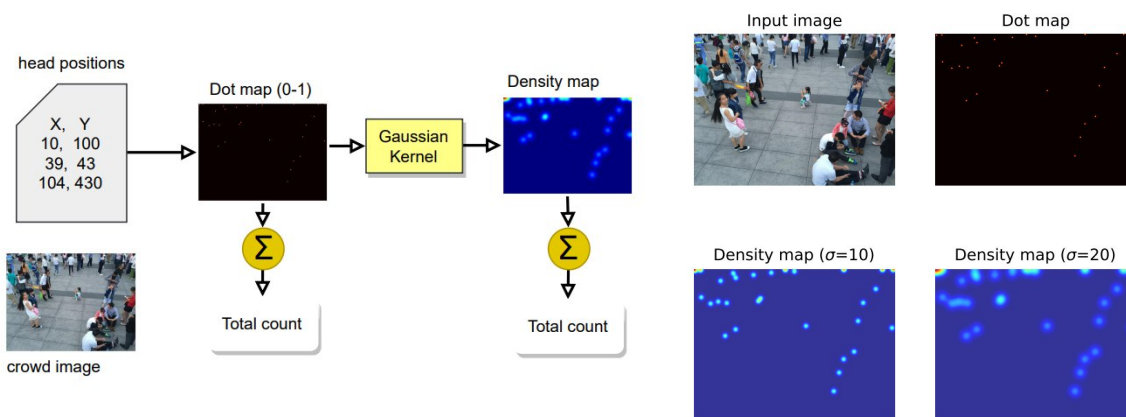 head positions
X, Y
10, 100
39, 43
104, 430
crowd image
Dot map (0-1)
Σ
Total count
Gaussian
Kernel
Density map
Σ
Total count
Input image
Dot map
Density map (σ=10)
Density map (σ=20)